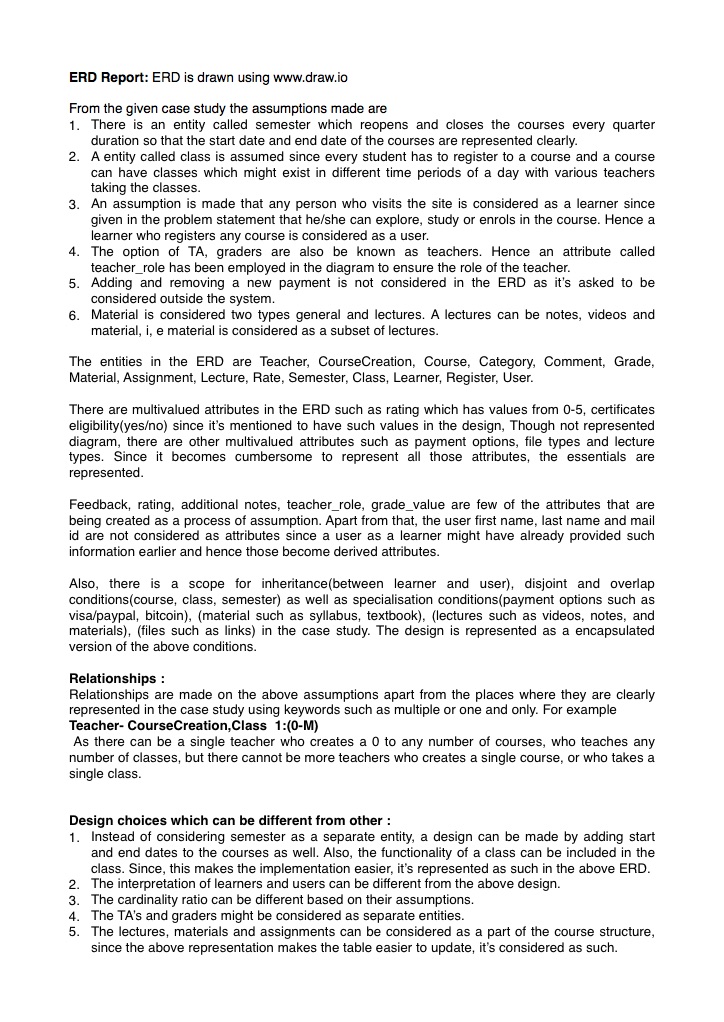 ERD Report: ERD is drawn using www.draw.io
From the given case study the assumptions made are
1. There is an entity called semester which reopens and closes the courses every quarter
duration so that the start date and end date of the courses are represented clearly.
2. A entity called class is assumed since every student has to register to a course and a course
can have classes which might exist in different time periods of a day with various teachers
taking the classes.
3. An assumption is made that any person who visits the site is considered as a learner since
given in the problem statement that he/she can explore, study or enrols in the course. Hence a
learner who registers any course is considered as a user.
4. The option of TA, graders are also be known as teachers. Hence an attribute called
teacher_role has been employed in the diagram to ensure the role of the teacher.
5. Adding and removing a new payment is not considered in the ERD as it's asked to be
considered outside the system.
6. Material is considered two types general and lectures. A lectures can be notes, videos and
material, i, e material is considered as a subset of lectures.
The entities in the ERD are Teacher, CourseCreation, Course, Category, Comment, Grade,
Material, Assignment, Lecture, Rate, Semester, Class, Learner, Register, User.
There are multivalued attributes in the ERD such as rating which has values from 0-5, certificates
eligibility(yes/no) since it's mentioned to have such values in the design, Though not represented
diagram, there are other multivalued attributes such as payment options, file types and lecture
types. Since it becomes cumbersome to represent all those attributes, the essentials are
represented.
Feedback, rating, additional notes, teacher_role, grade_value are few of the attributes that are
being created as a process of assumption. Apart from that, the user first name, last name and mail
id are not considered as attributes since a user as a learner might have already provided such
information earlier and hence those become derived attributes.
Also, there is a scope for inheritance(between learner and user), disjoint and overlap
conditions(course, class, semester) as well as specialisation conditions(payment options such as
visa/paypal, bitcoin), (material such as syllabus, textbook), (lectures such as videos, notes, and
materials), (files such as links) in the case study. The design is represented as a encapsulated
version of the above conditions.
Relationships :
Relationships are made on the above assumptions apart from the places where they are clearly
represented in the case study using keywords such as multiple or one and only. For example
Teacher- CourseCreation,Class 1:(0-M)
As there can be a single teacher who creates a 0 to any number of courses, who teaches any
number of classes, but there cannot be more teachers who creates a single course, or who takes a
single class.
Design choices which can be different from other :
1. Instead of considering semester as a separate entity, a design can be made by adding start
and end dates to the courses as well. Also, the functionality of a class can be included in the
class. Since, this makes the implementation easier, it's represented as such in the above ERD.
2. The interpretation of learners and users can be different from the above design.
3. The cardinality ratio can be different based on their assumptions.
4. The TA's and graders might be considered as separate entities.
5. The lectures, materials and assignments can be considered as a part of the course structure,
since the above representation makes the table easier to update, it's considered as such.